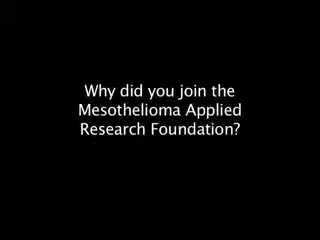 Why did you join the
Mesothelioma Applied
Research Foundation?